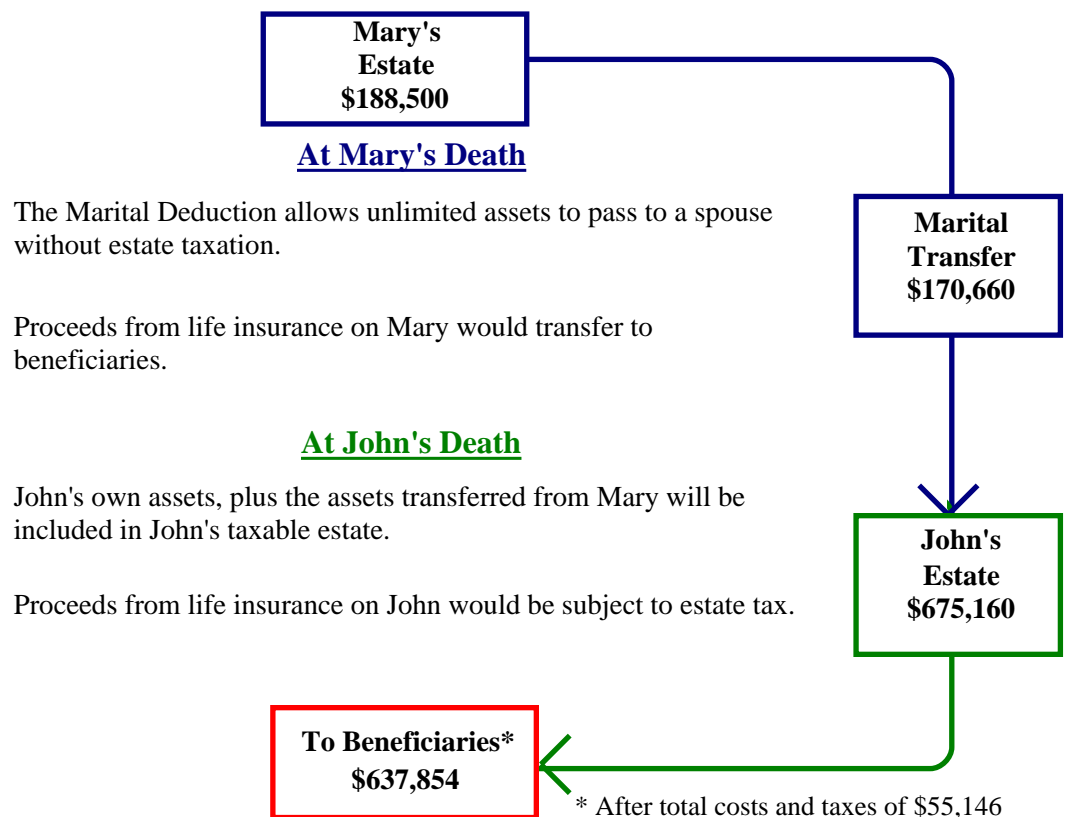 Mary's
Estate
$188,500
At Mary's Death
The Marital Deduction allows unlimited assets to pass to a spouse
without estate taxation.
Marital
Transfer
$170,660
Proceeds from life insurance on Mary would transfer to
beneficiaries.
At John's Death
John's own assets, plus the assets transferred from Mary will be
included in John's taxable estate.
John's
Estate
$675,160
Proceeds from life insurance on John would be subject to estate tax.
To Beneficiaries*
$637,854
* After total costs and taxes of $55,146